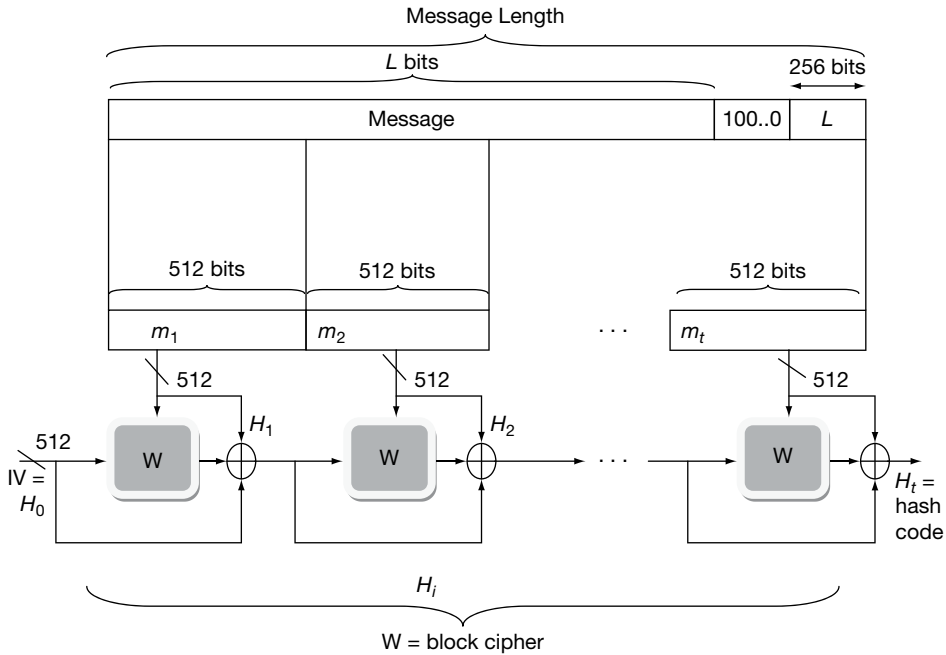 Message Length
L bits
256 bits
Message
100..0
L
512 bits
512 bits
512 bits
m1
m2
· · ·
mt
512
512
512
H1
H2
512
W
W
· · ·
W
IV =
H0
Ht =
hash
code
Hi
W = block cipher